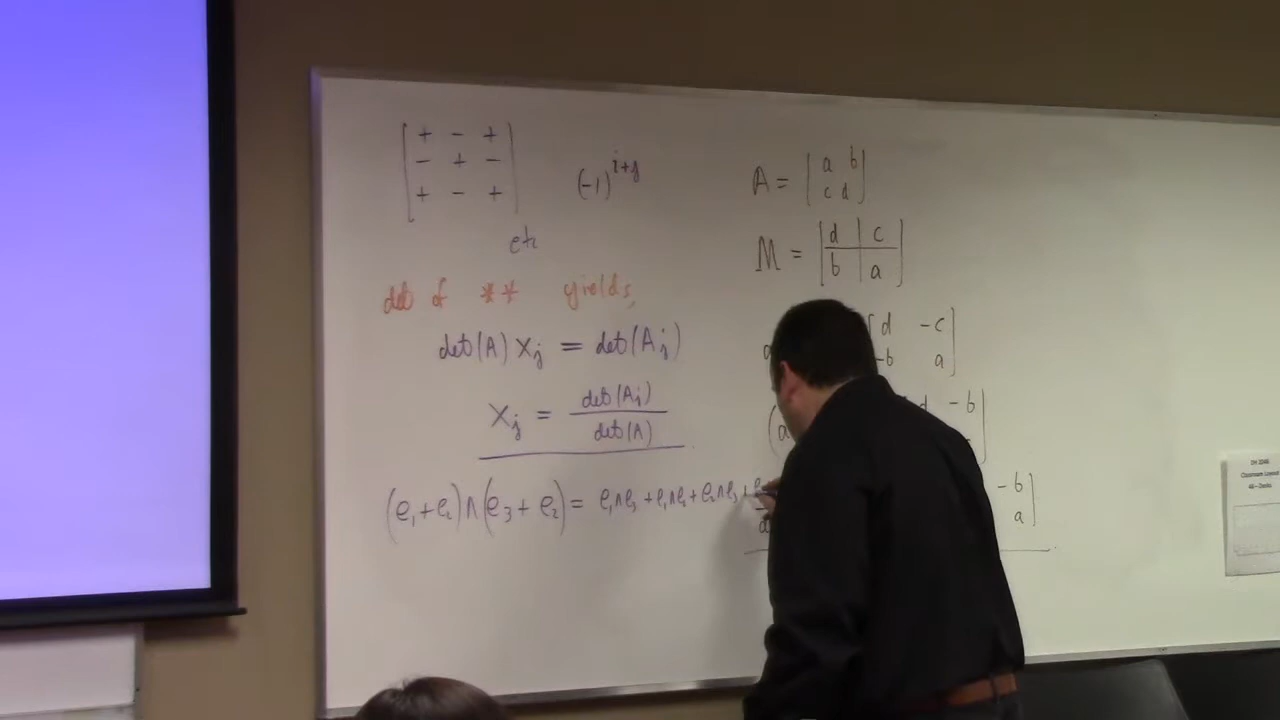 + - +
- + -
+ - +
(-1)^{i+j}
etc
det of ** yields,
det(A) x_j = det(A_j)
x_j = det(A_j) / det(A)
(e_1+e_2)∧(e_3+e_2) = e_1∧e_3 + e_1∧e_2 + e_2∧e_3 +
A = | a b |
| c d |
M = | d | c |
| b | a |
d -c
-b a
d -b
-b
a